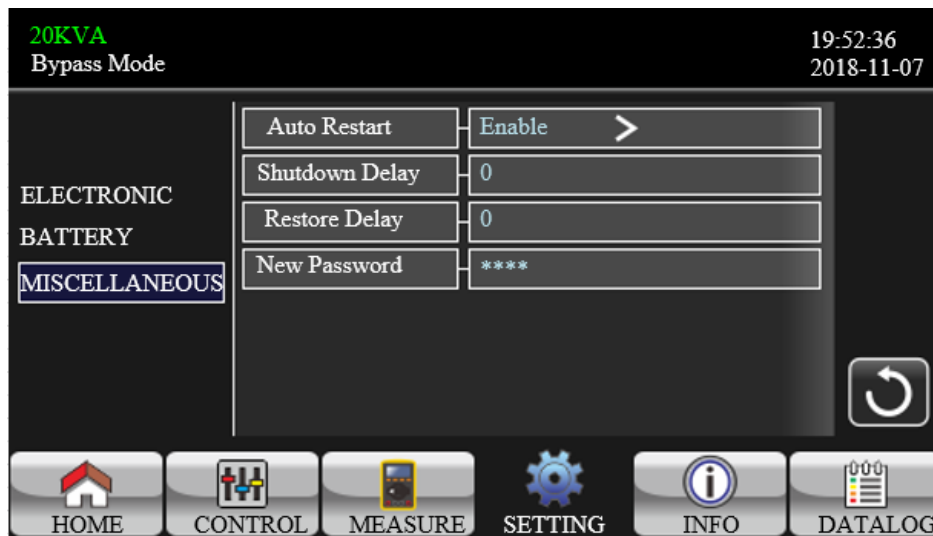 20KVA
Bypass Mode
19:52:36
2018-11-07
ELECTRONIC
BATTERY
MISCELLANEOUS
Auto Restart
Enable
Shutdown Delay
0
Restore Delay
0
New Password
****
HOME
CONTROL
MEASURE
SETTING
INFO
DATALOG